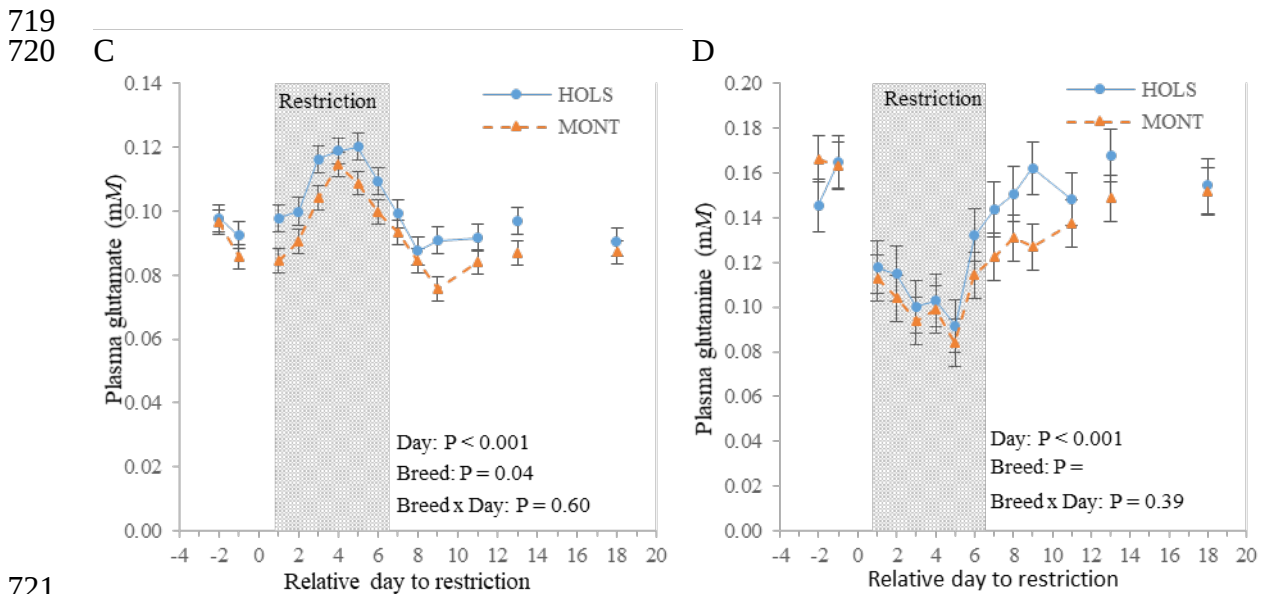 719
720 C D
0.14
0.12
0.10
0.08
0.06
0.04
0.02
0.00
Plasma glutamate (mM)
Restriction
HOLS
MONT
Day: P < 0.001
Breed: P = 0.04
Breed x Day: P = 0.60
-4 -2 0 2 4 6 8 10 12 14 16 18 20
Relative day to restriction
0.20
0.18
0.16
0.14
0.12
0.10
0.08
0.06
0.04
0.02
0.00
Plasma glutamine (mM)
Restriction
HOLS
MONT
Day: P < 0.001
Breed: P =
Breed x Day: P = 0.39
-4 -2 0 2 4 6 8 10 12 14 16 18 20
Relative day to restriction
721